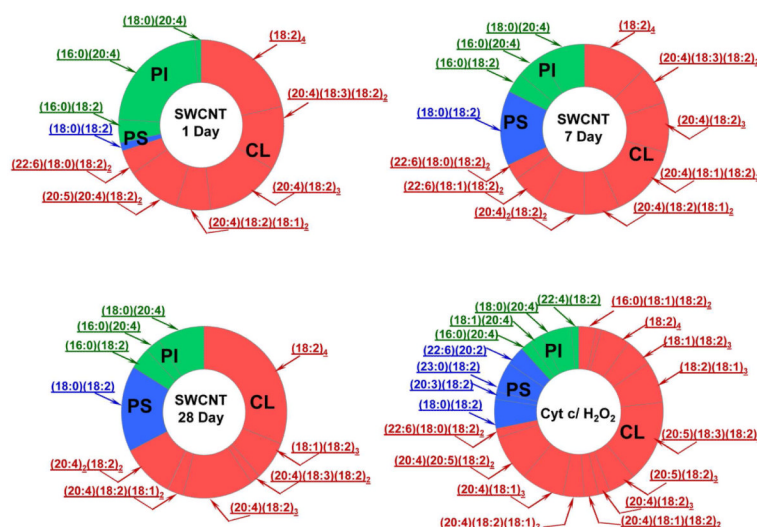 (18:0)(20:4)
(18:2)4
(16:0)(20:4)
PI
(20:4)(18:3)(18:2)2
SWCNT
1 Day
(16:0)(18:2)
(18:0)(18:2)
PS
CL
(22:6)(18:0)(18:2)2
(20:5)(20:4)(18:2)2
(20:4)(18:2)3
(20:4)(18:2)(18:1)2
(18:0)(20:4)
(18:2)4
(16:0)(20:4)
(16:0)(18:2)
PI
(20:4)(18:3)(18:2)2
(18:0)(18:2)
PS
SWCNT
7 Day
(20:4)(18:2)3
CL
(22:6)(18:0)(18:2)2
(22:6)(18:1)(18:2)2
(20:4)2(18:2)2
(20:4)(18:1)(18:2)2
(20:4)(18:2)(18:1)2
(18:0)(20:4)
(16:0)(20:4)
(16:0)(18:2)
PI
(18:2)4
(18:0)(18:2)
PS
SWCNT
28 Day
CL
(18:1)(18:2)3
(20:4)2(18:2)2
(20:4)(18:3)(18:2)2
(20:4)(18:2)(18:1)2
(20:4)(18:2)3
(22:4)(18:2)
(16:0)(18:1)(18:2)2
(18:0)(20:4)
(18:1)(20:4)
(18:2)4
(16:0)(20:4)
PI
(18:1)(18:2)3
(22:6)(20:2)
(23:0)(18:2)
(18:2)(18:1)3
(20:3)(18:2)
PS
(18:0)(18:2)
Cyt c/ H2O2
CL
(22:6)(18:0)(18:2)2
(20:5)(18:3)(18:2)
(20:4)(20:5)(18:2)2
(20:5)(18:2)3
(20:4)(18:1)3
(20:4)(18:2)3
(20:4)(18:2)(18:1)2
(20:4)(18:1)(18:2)2